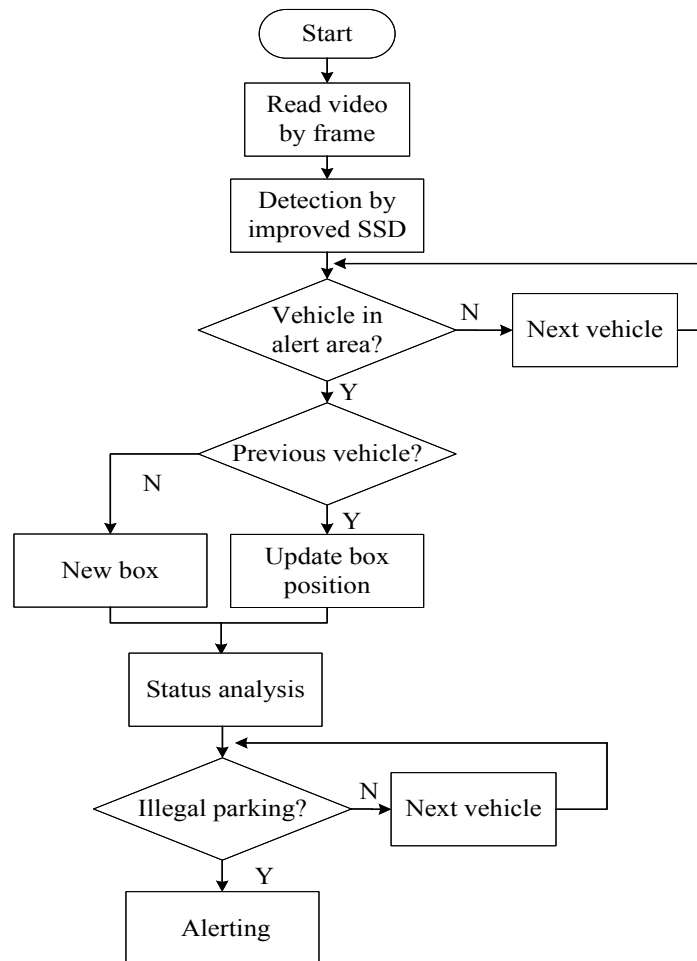 Start
Read video
by frame
Detection by
improved SSD
Vehicle in
alert area?
N
Next vehicle
Y
Previous vehicle?
N
Y
New box
Update box
position
Status analysis
Illegal parking?
N
Next vehicle
Y
Alerting